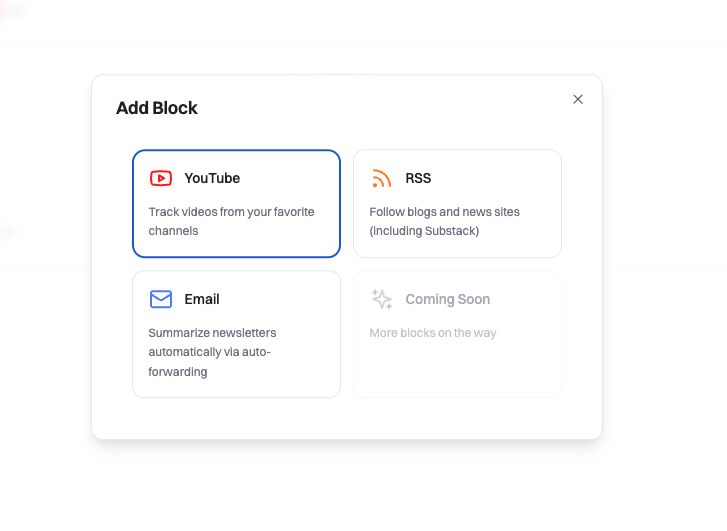 Add Block
YouTube
Track videos from your favorite
channels
RSS
Follow blogs and news sites
(including Substack)
Email
Summarize newsletters
automatically via auto-
forwarding
Coming Soon
More blocks on the way